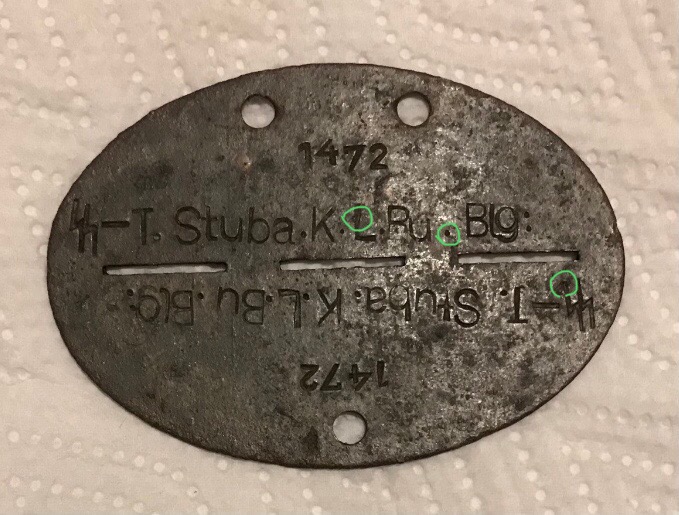 1472
ᛋᛋ-T. Stuba.K.L.Bu. Blg:
ᛋᛋ-T. Stuba.K.L.Bu.Blg:
1472